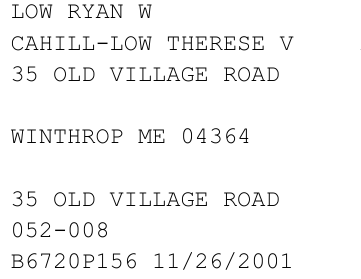 LOW RYAN W
CAHILL-LOW THERESE V
35 OLD VILLAGE ROAD
WINTHROP ME 04364
35 OLD VILLAGE ROAD
052-008
B6720P156 11/26/2001